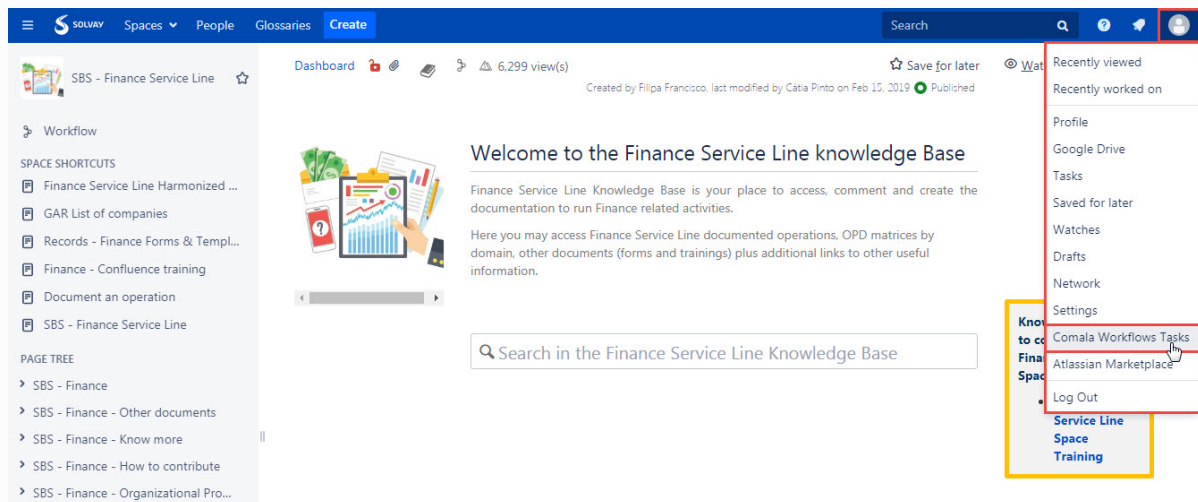 SOLVAY Spaces People Glossaries Create Search
SBS - Finance Service Line
Workflow
SPACE SHORTCUTS
Finance Service Line Harmonized ...
GAR List of companies
Records - Finance Forms & Templ...
Finance - Confluence training
Document an operation
SBS - Finance Service Line
PAGE TREE
SBS - Finance
SBS - Finance - Other documents
SBS - Finance - Know more
SBS - Finance - How to contribute
SBS - Finance - Organizational Pro...
Dashboard 6,299 view(s) Save for later
Created by Filipa Francisco, last modified by Cátia Pinto on Feb 15, 2019 Published
?
Welcome to the Finance Service Line knowledge Base
Finance Service Line Knowledge Base is your place to access, comment and create the
documentation to run Finance related activities.
Here you may access Finance Service Line documented operations, OPD matrices by
domain, other documents (forms and trainings) plus additional links to other useful
information.
Search in the Finance Service Line Knowledge Base
Recently viewed
Recently worked on
Profile
Google Drive
Tasks
Saved for later
Watches
Drafts
Network
Settings
Comala Workflows Tasks
Atlassian Marketplace
Log Out
Service Line
Space
Training